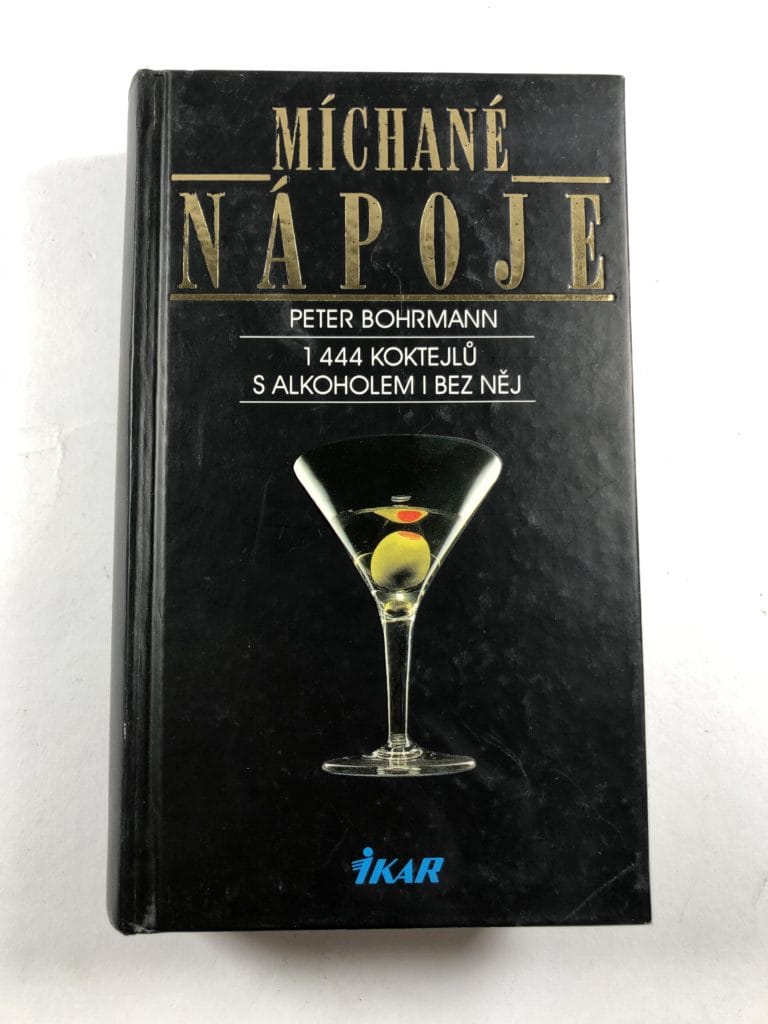 MÍCHANÉ
NÁPOJE
PETER BOHRMANN
1 444 KOKTEJLŮ
S ALKOHOLEM I BEZ NĚJ
IKAR